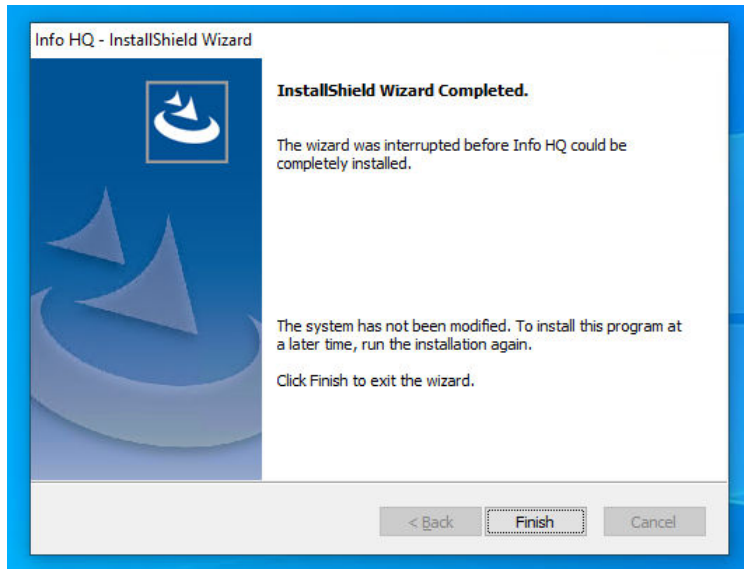 Info HQ - InstallShield Wizard
InstallShield Wizard Completed.
The wizard was interrupted before Info HQ could be
completely installed.
The system has not been modified. To install this program at
a later time, run the installation again.
Click Finish to exit the wizard.
< Back
Finish
Cancel